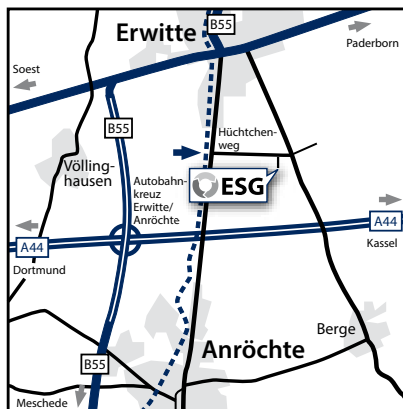 B55
Erwitte
Paderborn
Soest
B55
Hüchtchen-
weg
Völling-
hausen
Autobahn-
kreuz
Erwitte/
Anröchte
ESG
A44
Kassel
A44
Dortmund
Berge
Anröchte
B55
Meschede